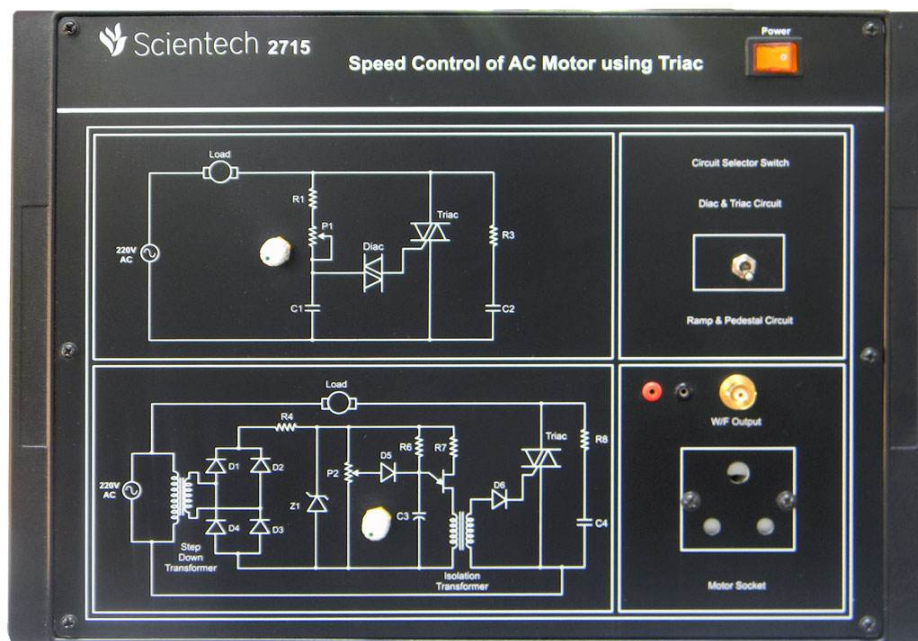 Scientech 2715
Speed Control of AC Motor using Triac
Power
Load
R1
P1
220V
AC
Diac
Triac
R3
C1
C2
Circuit Selector Switch
Diac & Triac Circuit
Ramp & Pedestal Circuit
Load
R4
D1
D2
220V
AC
D4
D3
Step
Down
Transformer
Z1
P2
D5
R6
R7
C3
D6
Triac
R8
C4
Isolation
Transformer
W/F Output
Motor Socket